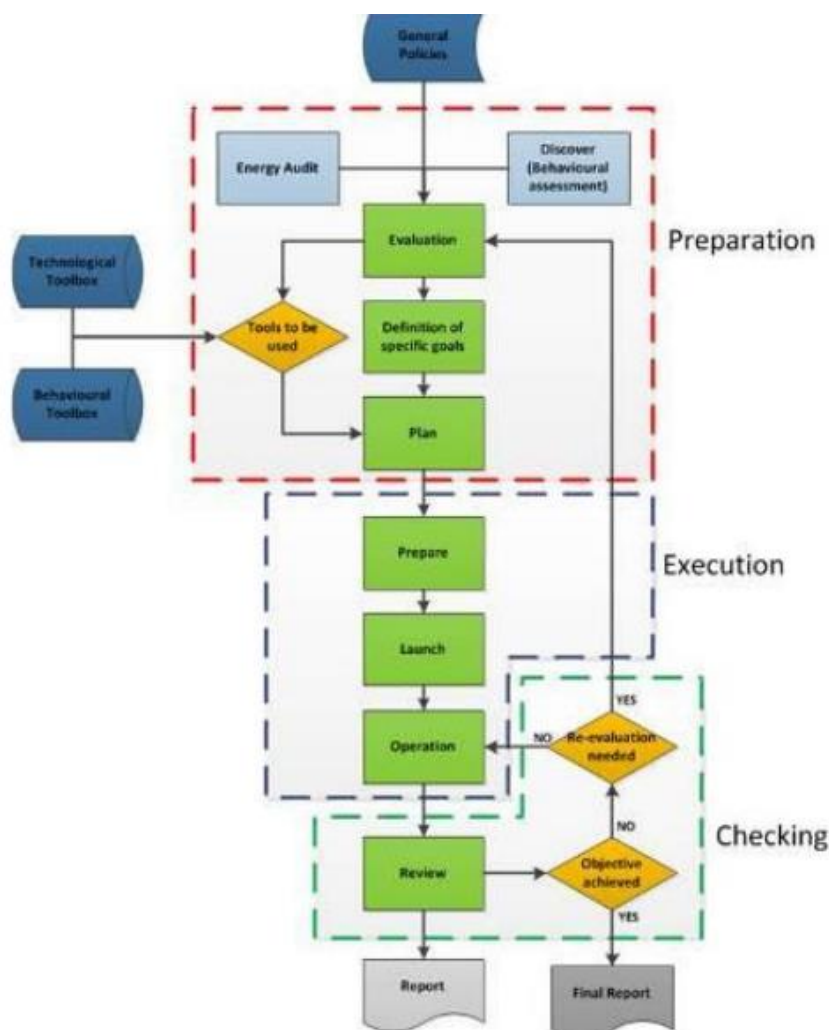 General
Policies
Energy Audit
Discover
(Behavioural
assessment)
Preparation
Evaluation
Technological
Toolbox
Tools to be
used
Definition of
specific goals
Behavioural
Toolbox
Plan
Prepare
Execution
Launch
YES
Operation
NO
Re-evaluation
needed
NO
Checking
Review
Objective
achieved
YES
Report
Final Report